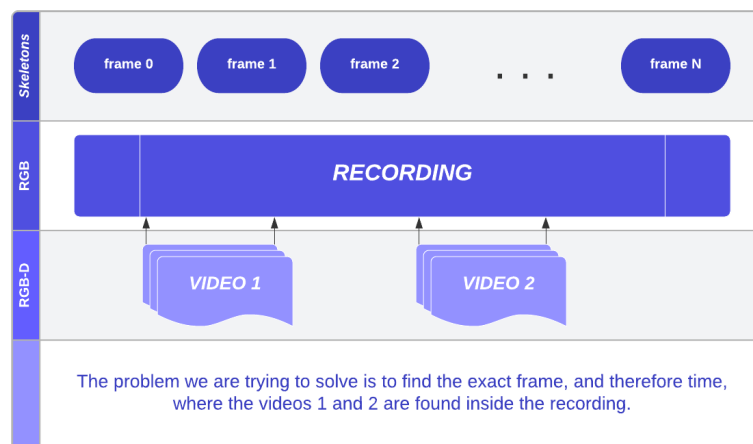 Skeletons
frame 0
frame 1
frame 2
. . .
frame N
RGB
RECORDING
RGB-D
VIDEO 1
VIDEO 2
The problem we are trying to solve is to find the exact frame, and therefore time,
where the videos 1 and 2 are found inside the recording.